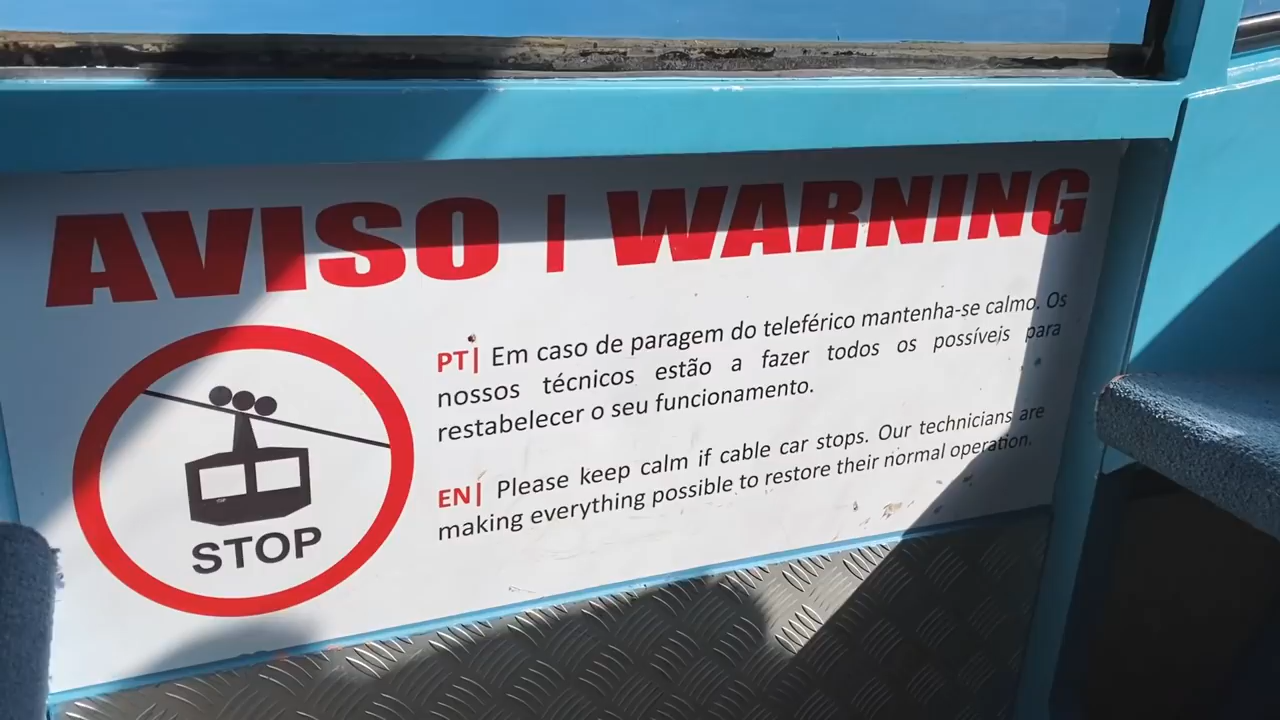 AVISO | WARNING
PT| Em caso de paragem do teleférico mantenha-se calmo. Os
nossos técnicos estão a fazer todos os possíveis para
restabelecer o seu funcionamento.
EN| Please keep calm if cable car stops. Our technicians are
making everything possible to restore their normal operation.
STOP